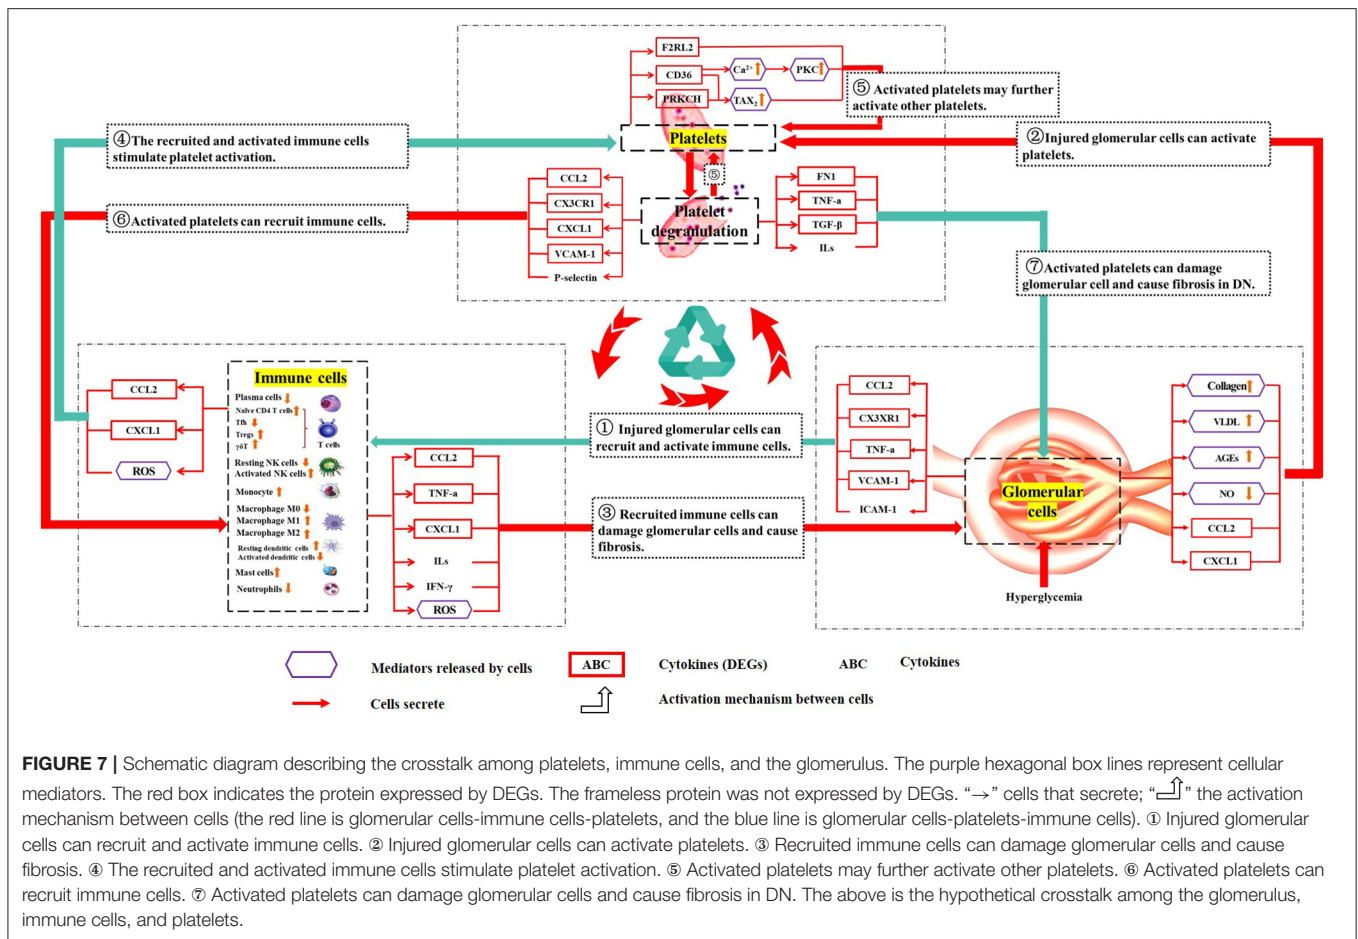 F2RL2
CD36
Ca²⁺
PKC
PRKCH
TAX₂
⑤ Activated platelets may further
activate other platelets.
④The recruited and activated immune cells
stimulate platelet activation.
Platelets
②Injured glomerular cells can activate
platelets.
⑤
CCL2
CX3CR1
CXCL1
VCAM-1
P-selectin
Platelet
degranulation
FN1
TNF-a
TGF-β
ILs
⑥Activated platelets can recruit immune cells.
⑦Activated platelets can damage
glomerular cell and cause fibrosis in DN.
CCL2
CXCL1
ROS
Immune cells
Plasma cells
Naïve CD4 T cells
Tfh
Tregs
γδT
T cells
Resting NK cells
Activated NK cells
Monocyte
Macrophage M0
Macrophage M1
Macrophage M2
Resting dendritic cells
Activated dendritic cells
Mast cells
Neutrophils
CCL2
TNF-a
CXCL1
ILs
IFN-γ
ROS
① Injured glomerular cells can
recruit and activate immune cells.
③ Recruited immune cells can
damage glomerular cells and cause
fibrosis.
CCL2
CX3XR1
TNF-a
VCAM-1
ICAM-1
Glomerular
cells
Hyperglycemia
Collagen
VLDL
AGEs
NO
CCL2
CXCL1
Mediators released by cells
ABC
Cytokines (DEGs)
ABC
Cytokines
Cells secrete
Activation mechanism between cells
FIGURE 7 | Schematic diagram describing the crosstalk among platelets, immune cells, and the glomerulus. The purple hexagonal box lines represent cellular
mediators. The red box indicates the protein expressed by DEGs. The frameless protein was not expressed by DEGs. “→” cells that secrete; “” the activation
mechanism between cells (the red line is glomerular cells-immune cells-platelets, and the blue line is glomerular cells-platelets-immune cells). ① Injured glomerular
cells can recruit and activate immune cells. ② Injured glomerular cells can activate platelets. ③ Recruited immune cells can damage glomerular cells and cause
fibrosis. ④ The recruited and activated immune cells stimulate platelet activation. ⑤ Activated platelets may further activate other platelets. ⑥ Activated platelets can
recruit immune cells. ⑦ Activated platelets can damage glomerular cells and cause fibrosis in DN. The above is the hypothetical crosstalk among the glomerulus,
immune cells, and platelets.